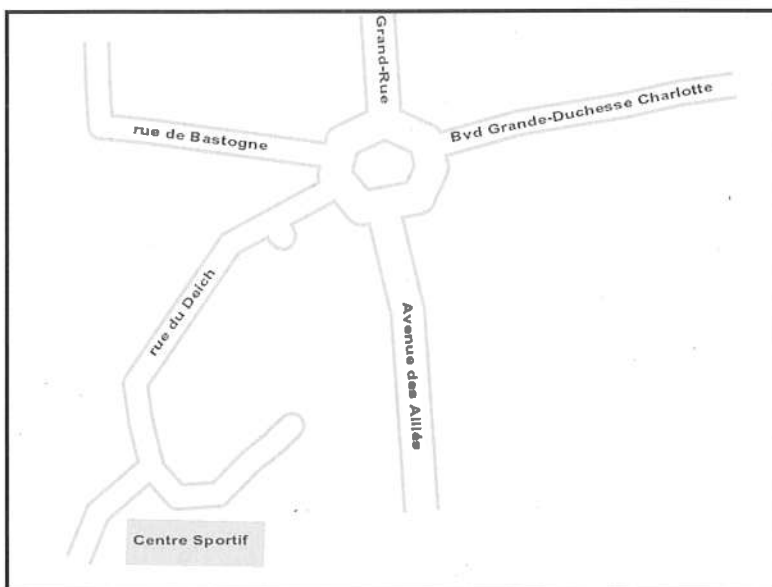 Grand-Rue
Bvd Grande-Duchesse Charlotte
rue de Bastogne
rue du Deich
Avenue des Alliés
Centre Sportif